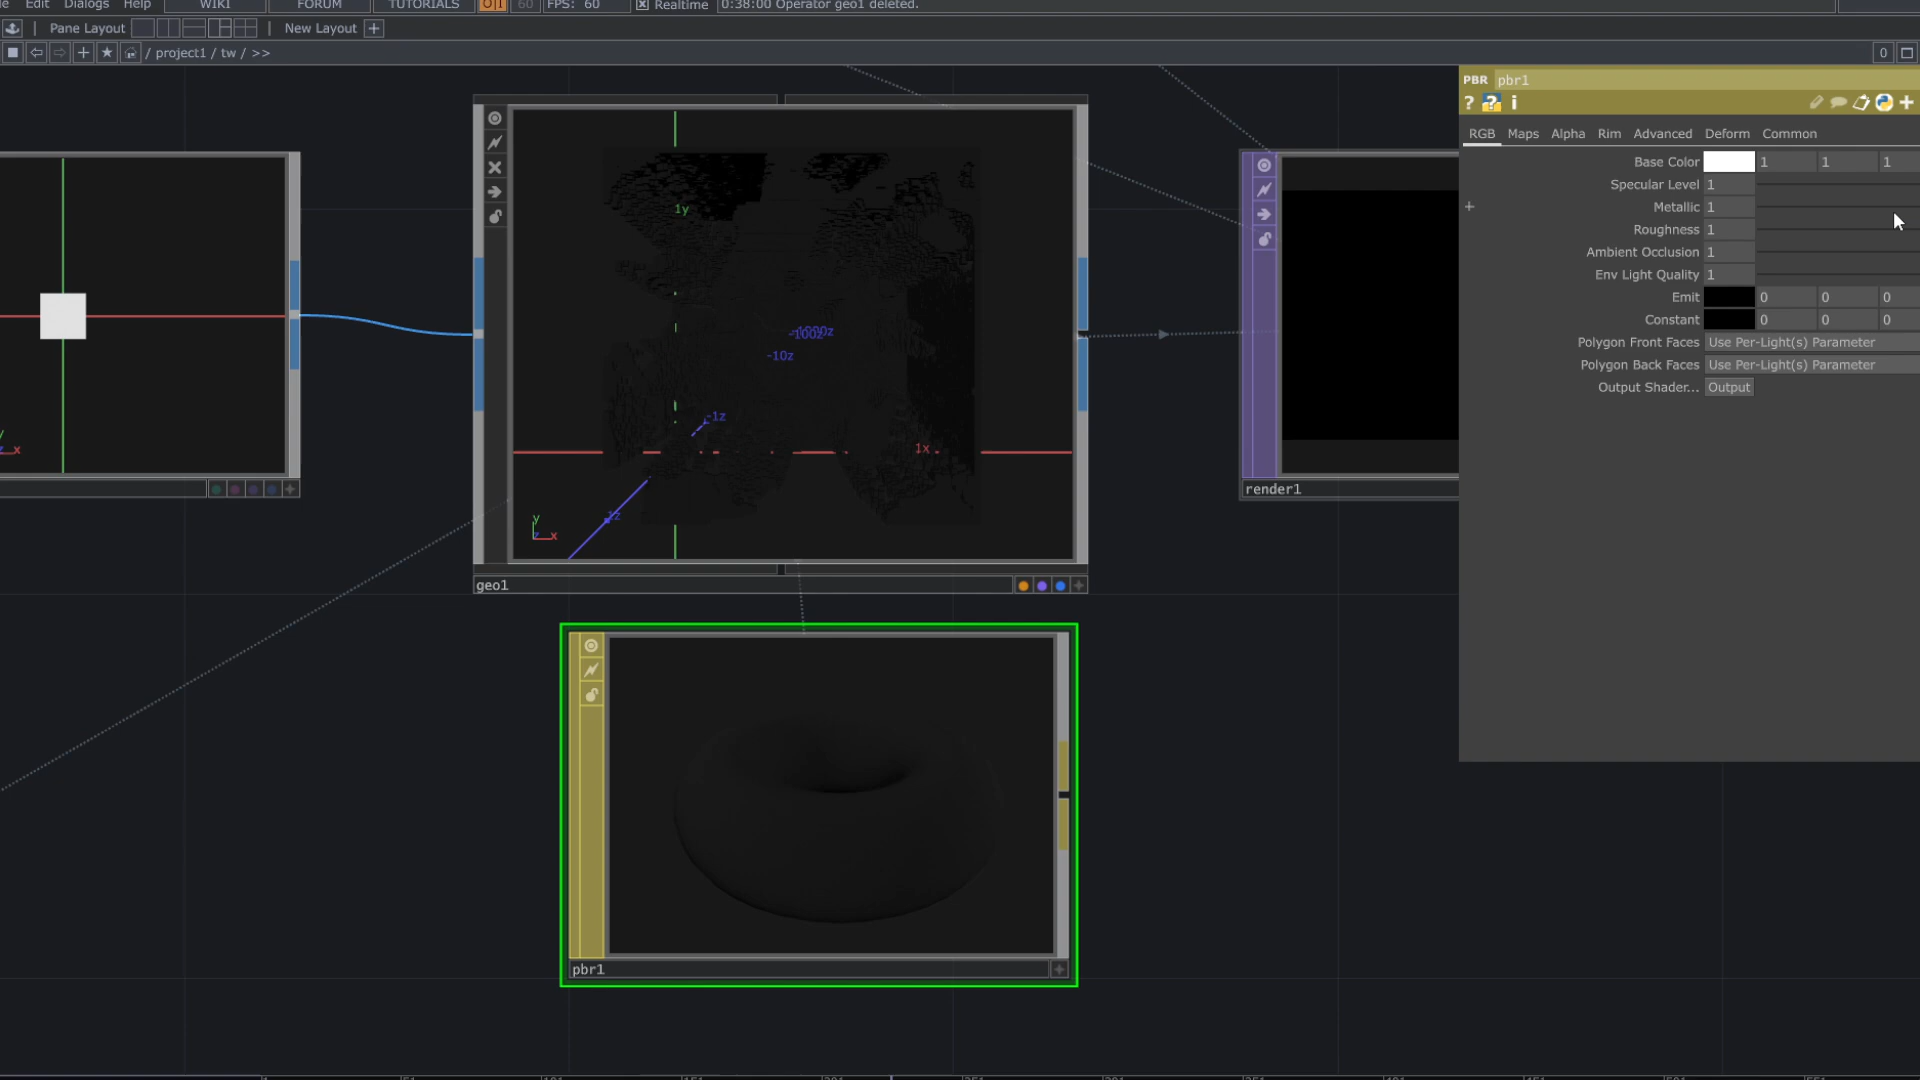 Edit Dialogs Help WIKI FORUM TUTORIALS O|I 60 FPS: 60 Realtime 0:38:00 Operator geo1 deleted.
Pane Layout New Layout +
/ project1 / tw / >> 0
PBR pbr1
? ? i
RGB Maps Alpha Rim Advanced Deform Common
Base Color 1 1 1
Specular Level 1
Metallic 1
Roughness 1
Ambient Occlusion 1
Env Light Quality 1
Emit 0 0 0
Constant 0 0 0
Polygon Front Faces Use Per-Light(s) Parameter
Polygon Back Faces Use Per-Light(s) Parameter
Output Shader... Output
1y
-100z
-10z
-1z
1x
1z
y
x
y
z x
geo1
render1
pbr1